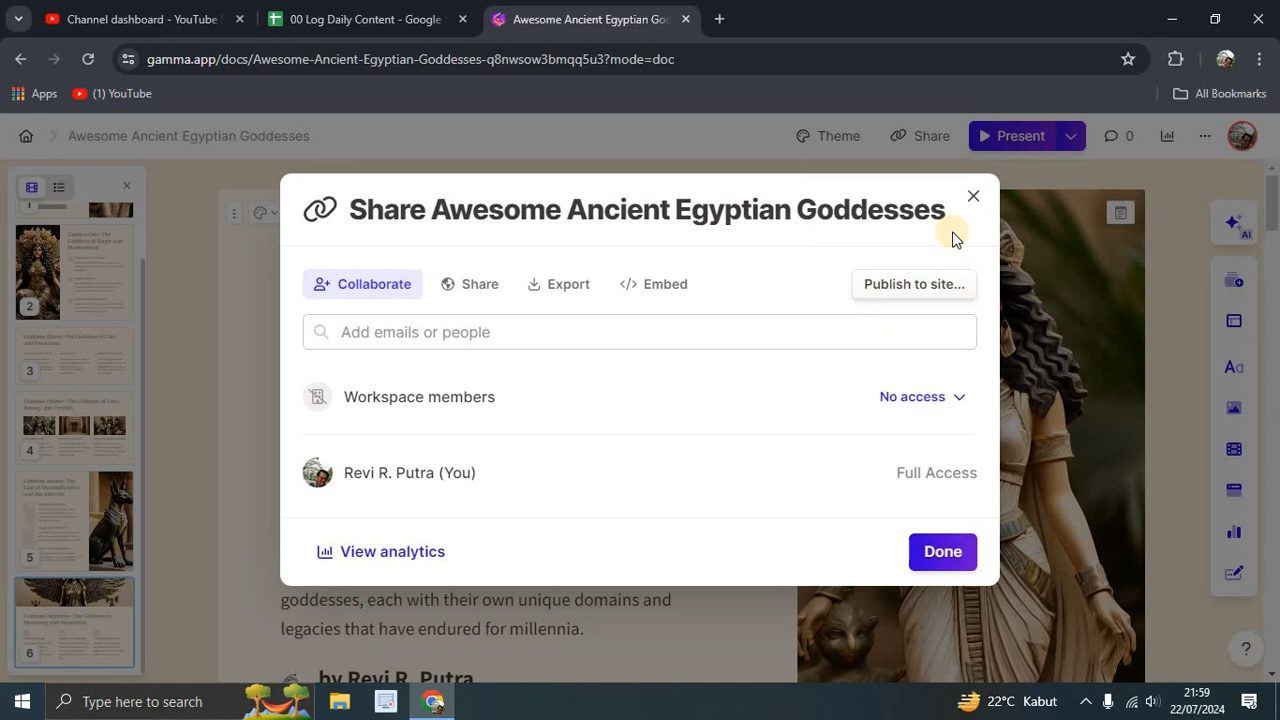 Channel dashboard - YouTube
00 Log Daily Content - Google
Awesome Ancient Egyptian Go
gamma.app/docs/Awesome-Ancient-Egyptian-Goddesses-q8nwsow3bmqq5u3?mode=doc
Apps
(1) YouTube
All Bookmarks
Awesome Ancient Egyptian Goddesses
Theme
Share
Present
0
Share Awesome Ancient Egyptian Goddesses
AI
Collaborate
Share
Export
</> Embed
Publish to site...
Add emails or people
Workspace members
No access
Revi R. Putra (You)
Full Access
View analytics
Done
1
2
3
4
5
6
Aa
goddesses, each with their own unique domains and
legacies that have endured for millennia.
by Revi R. Putra
?
Type here to search
22°C Kabut
21:59
22/07/2024